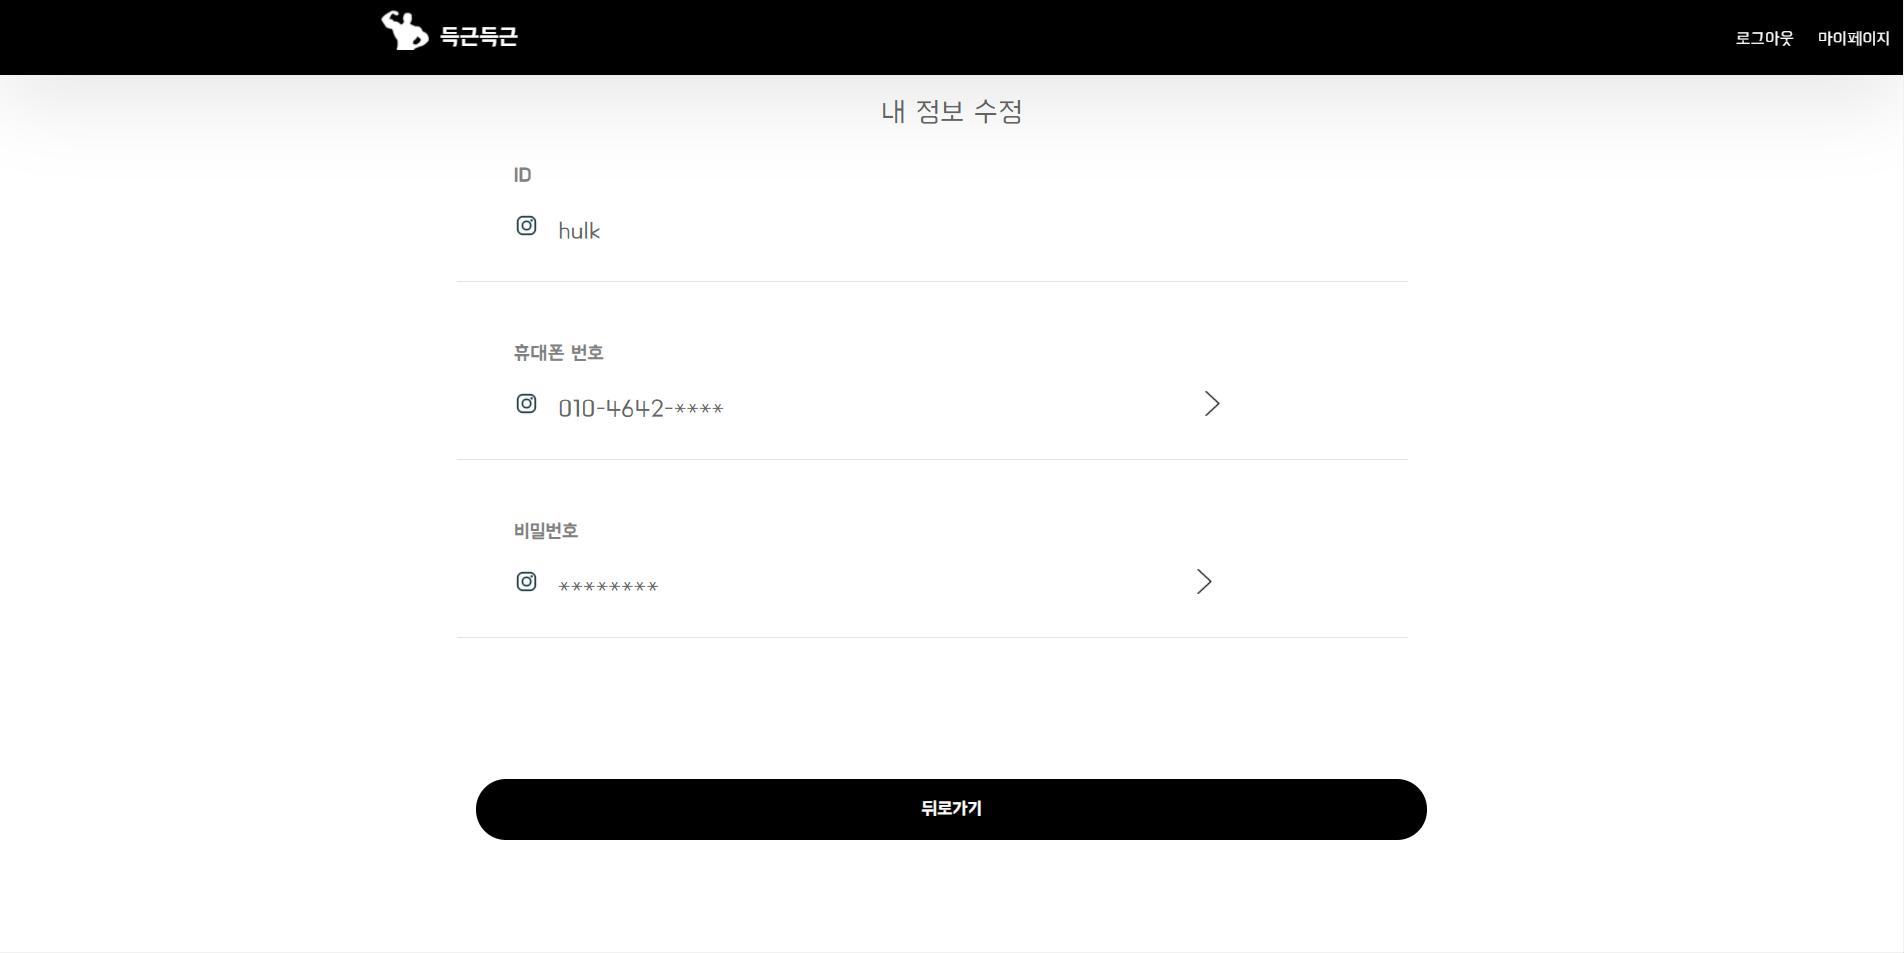 득근득근
로그아웃 마이페이지
내 정보 수정
ID
hulk
휴대폰 번호
010-4642-****
비밀번호
********
뒤로가기